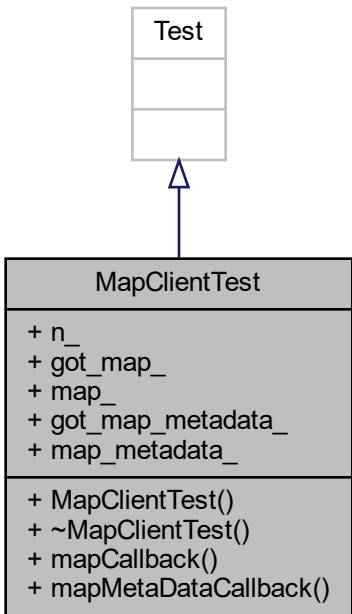 Test
MapClientTest
+ n_
+ got_map_
+ map_
+ got_map_metadata_
+ map_metadata_
+ MapClientTest()
+ ~MapClientTest()
+ mapCallback()
+ mapMetaDataCallback()